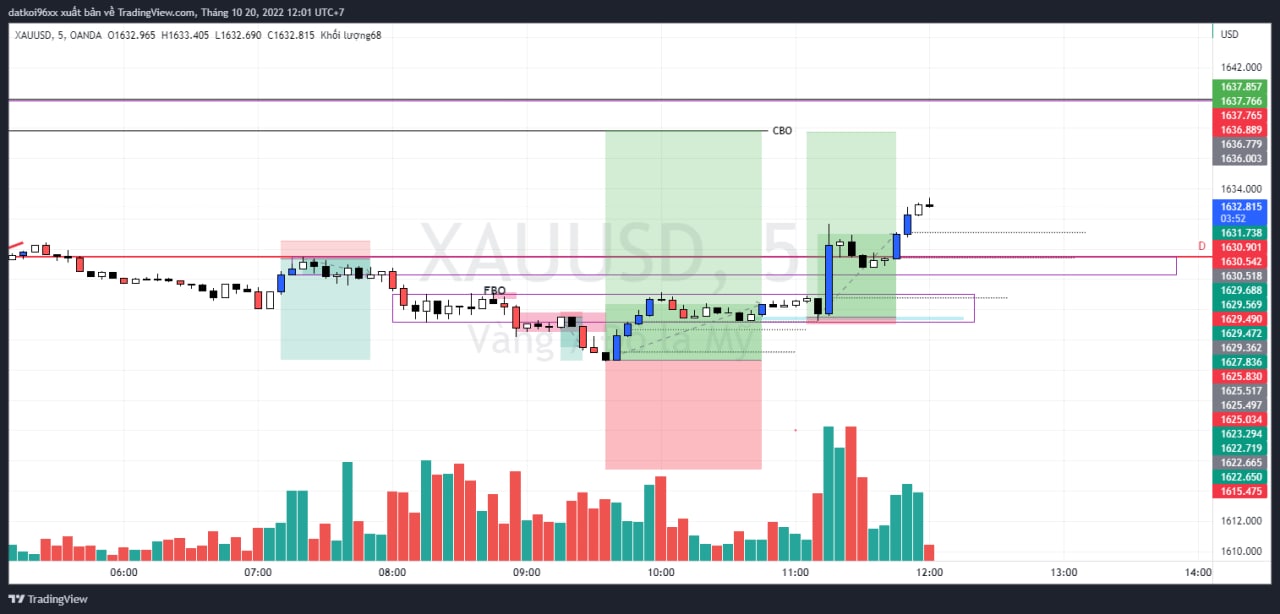 datkoi96xx xuất bản về TradingView.com, Tháng 10 20, 2022 12:01 UTC+7
XAUUSD, 5, OANDA O1632.965 H1633.405 L1632.690 C1632.815 Khối lượng68
USD
1642.000
1637.857
1637.766
1637.765
1636.889
1636.779
1636.003
CBO
1634.000
1632.815
03:52
1631.738
XAUUSD, 5
D
1630.901
1630.542
1630.518
FBO
1629.688
1629.569
1629.490
1629.472
1629.362
Vàng
Mỹ
1627.836
1625.830
1625.517
1625.497
1625.034
1623.294
1622.719
1622.665
1622.650
1615.475
1612.000
1610.000
06:00 07:00 08:00 09:00 10:00 11:00 12:00 13:00 14:00
TradingView